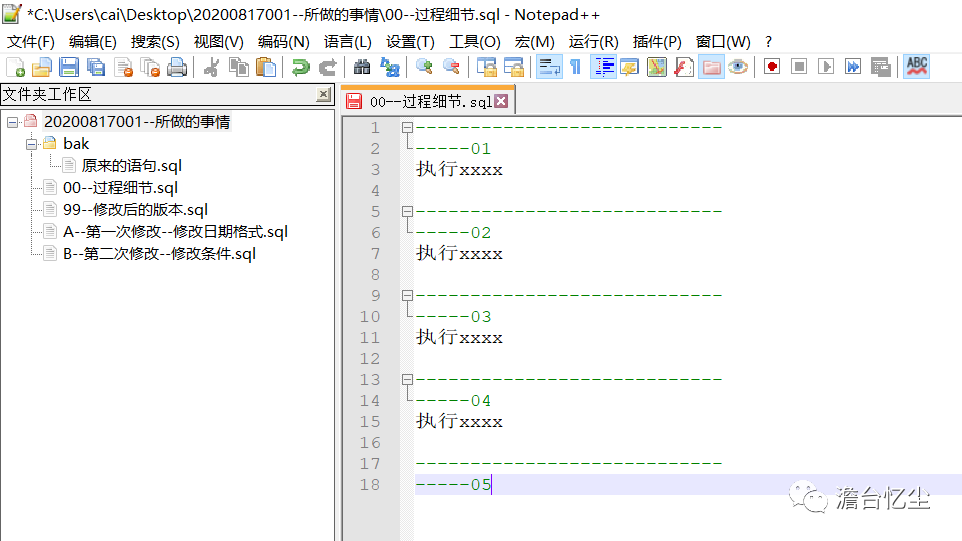 *C:\Users\cai\Desktop\20200817001--所做的事情\00--过程细节.sql - Notepad++
文件(F) 编辑(E) 搜索(S) 视图(V) 编码(N) 语言(L) 设置(T) 工具(O) 宏(M) 运行(R) 插件(P) 窗口(W) ?
ABC
文件夹工作区
20200817001--所做的事情
bak
原来的语句.sql
00--过程细节.sql
99--修改后的版本.sql
A--第一次修改--修改日期格式.sql
B--第二次修改--修改条件.sql
00--过程细节.sql
1 ----------------------------
2 -----01
3 执行xxxx
4
5 ----------------------------
6 -----02
7 执行xxxx
8
9 ----------------------------
10 -----03
11 执行xxxx
12
13 ----------------------------
14 -----04
15 执行xxxx
16
17 ----------------------------
18 -----05
澹台忆尘